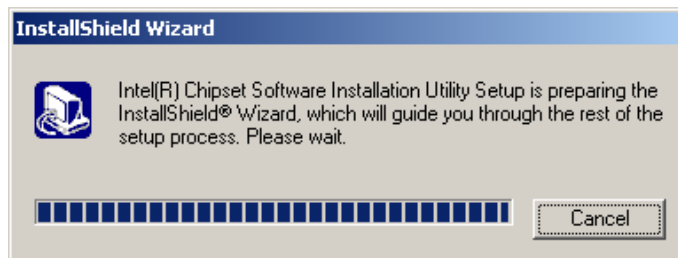 InstallShield Wizard
Intel(R) Chipset Software Installation Utility Setup is preparing the
InstallShield® Wizard, which will guide you through the rest of the
setup process. Please wait.
Cancel